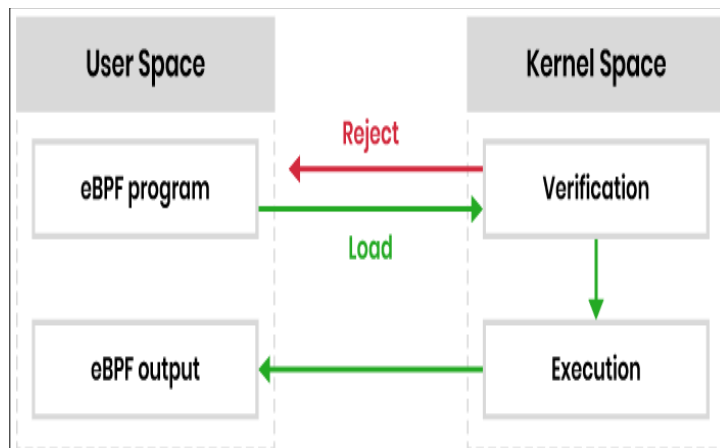 User Space
Kernel Space
Reject
eBPF program
Verification
Load
eBPF output
Execution